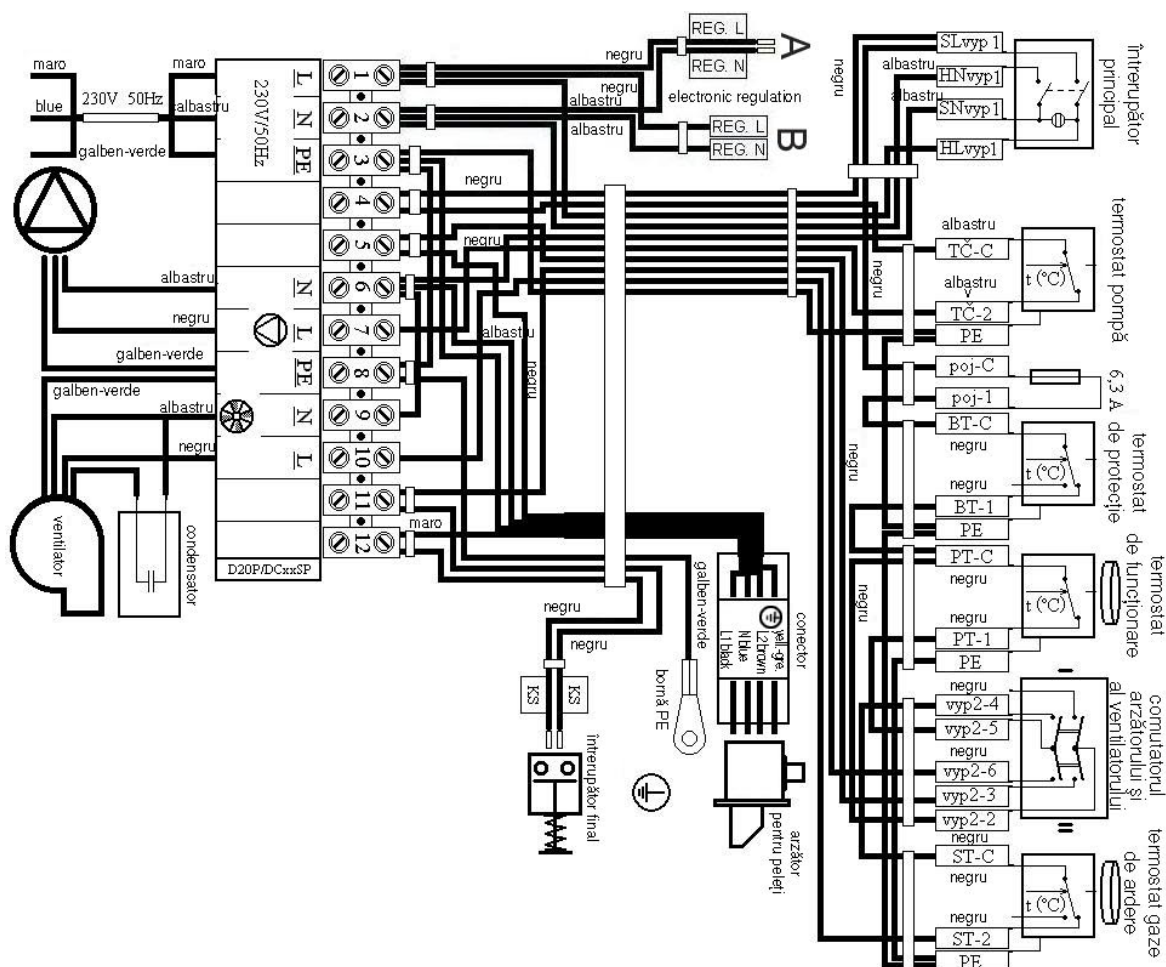 maro
maro
blue
230V 50Hz
albastru
galben-verde
albastru
negru
galben-verde
galben-verde
albastru
negru
ventilator
condensator
230V/50Hz
L
N
PE
N
L
PE
N
L
D20P/DCxxSP
1
2
3
4
5
6
7
8
9
10
11
12
negru
negru
albastru
albastru
REG. L
REG. N
A
electronic regulation
REG. L
REG. N
B
negru
negru
albastru
negru
maro
negru
negru
KS
KS
întrerupător final
galben-verde
bornă PE
yell-gre.
L2 brown
N blue
L1 black
conector
arzător
pentru peleți
negru
albastru
albastru
SLvyp 1
HNvyp1
SNvyp1
HLvyp1
întrerupător
principal
albastru
TČ-C
negru
albastru
TČ-2
PE
t (°C)
termostat pompă
poj-C
poj-1
6,3 A
BT-C
negru
negru
negru
BT-1
PE
t (°C)
termostat
de protecție
PT-C
negru
negru
negru
PT-1
PE
t (°C)
termostat
de funcționare
negru
vyp2-4
vyp2-5
negru
vyp2-6
vyp2-3
vyp2-2
I
II
comutatorul
arzătorului și
al ventilatorului
negru
ST-C
negru
negru
ST-2
PE
t (°C)
termostat gaze
de ardere